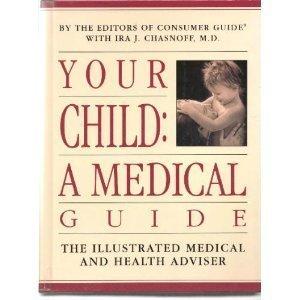 BY THE EDITORS OF CONSUMER GUIDE®
WITH IRA J. CHASNOFF, M.D.
YOUR
CHILD:
A MEDICAL
GUIDE
THE ILLUSTRATED MEDICAL
AND HEALTH ADVISER